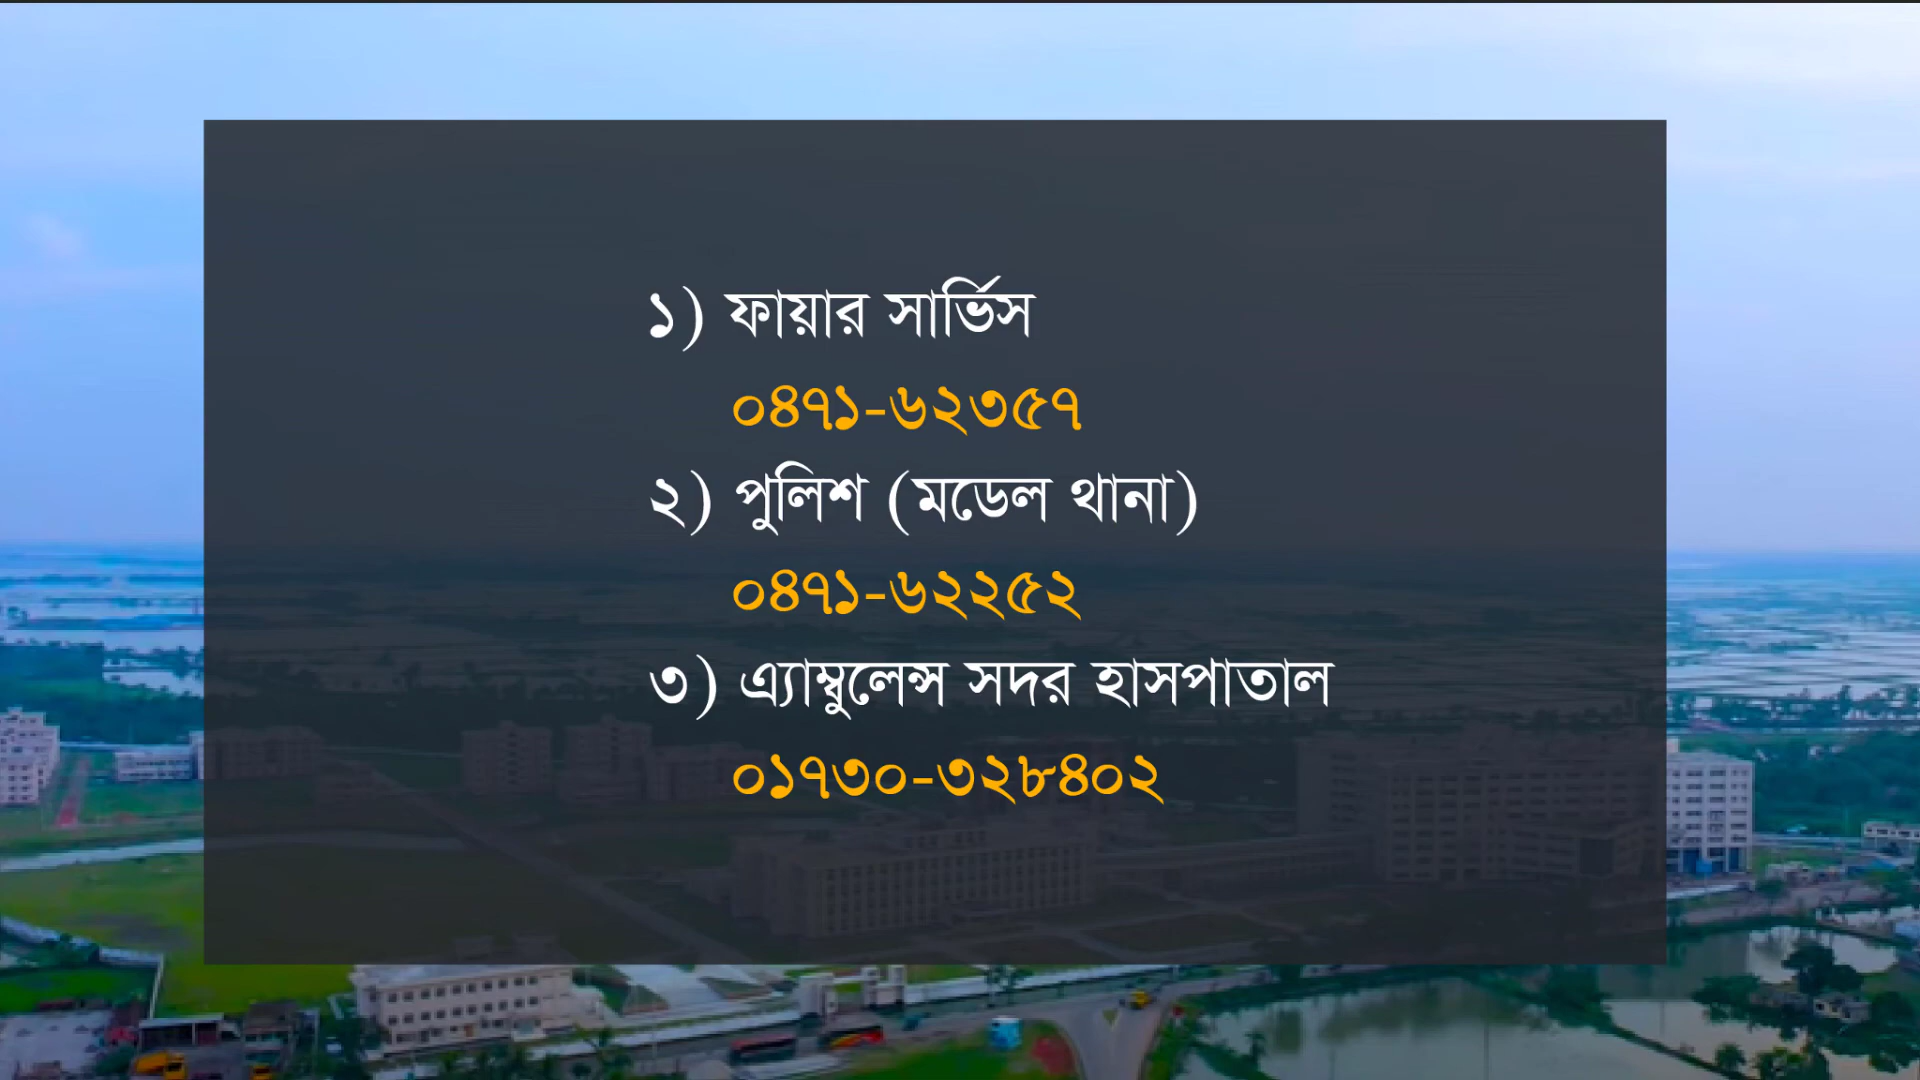 ১) ফায়ার সার্ভিস
০৪৭১-৬২৩৫৭
২) পুলিশ (মডেল থানা)
০৪৭১-৬২২৫২
৩) এ্যাম্বুলেন্স সদর হাসপাতাল
০১৭৩০-৩২৮৪০২